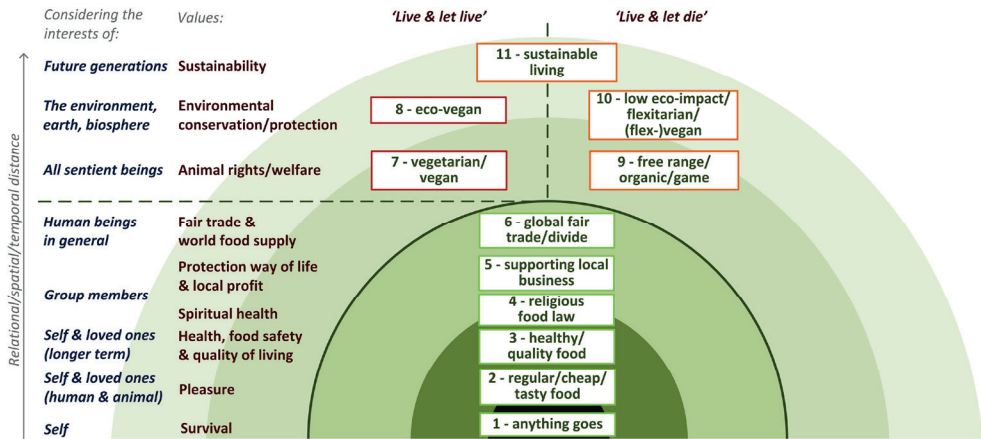 Considering the
interests of:
Values:
'Live & let live'
'Live & let die'
Relational/spatial/temporal distance
Future generations
Sustainability
11 - sustainable
living
The environment,
earth, biosphere
Environmental
conservation/protection
8 - eco-vegan
10 - low eco-impact/
flexitarian/
(flex-)vegan
All sentient beings
Animal rights/welfare
7 - vegetarian/
vegan
9 - free range/
organic/game
Human beings
in general
Fair trade &
world food supply
6 - global fair
trade/divide
Group members
Protection way of life
& local profit
5 - supporting local
business
Spiritual health
4 - religious
food law
Self & loved ones
(longer term)
Health, food safety
& quality of living
3 - healthy/
quality food
Self & loved ones
(human & animal)
Pleasure
2 - regular/cheap/
tasty food
Self
Survival
1 - anything goes